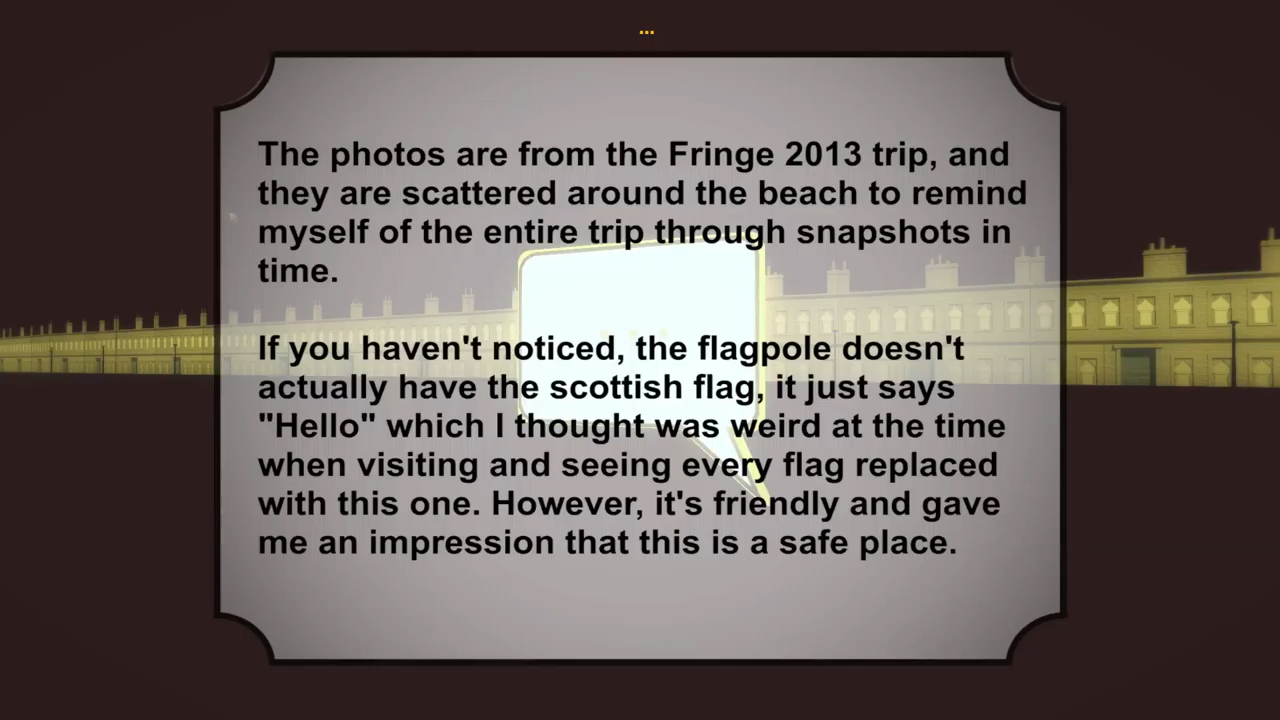 ...
The photos are from the Fringe 2013 trip, and
they are scattered around the beach to remind
myself of the entire trip through snapshots in
time.
If you haven't noticed, the flagpole doesn't
actually have the scottish flag, it just says
"Hello" which I thought was weird at the time
when visiting and seeing every flag replaced
with this one. However, it's friendly and gave
me an impression that this is a safe place.